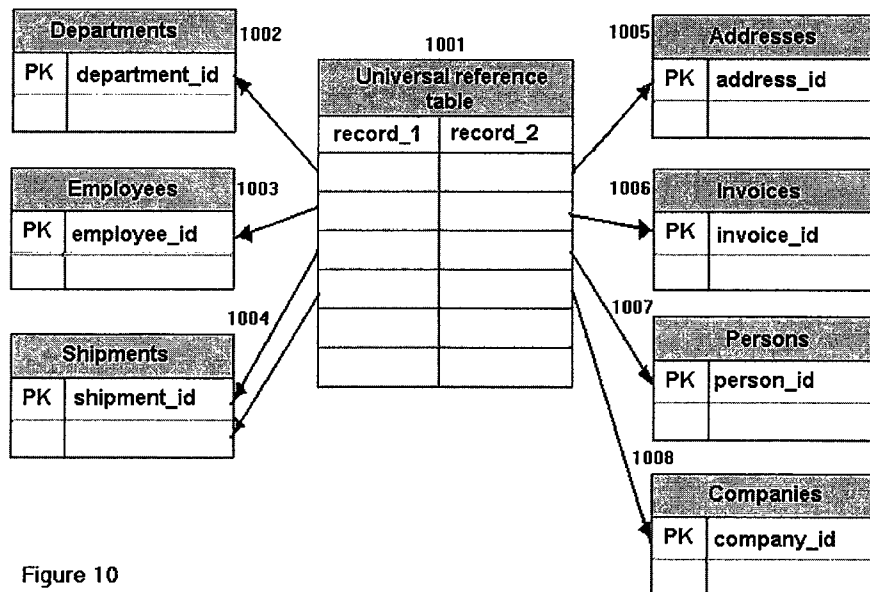 Departments
1002
PK department_id
Employees
1003
PK employee_id
1004
Shipments
PK shipment_id
1001
Universal reference
table
record_1 record_2
1005
Addresses
PK address_id
1006
Invoices
PK invoice_id
1007
Persons
PK person_id
1008
Companies
PK company_id
Figure 10